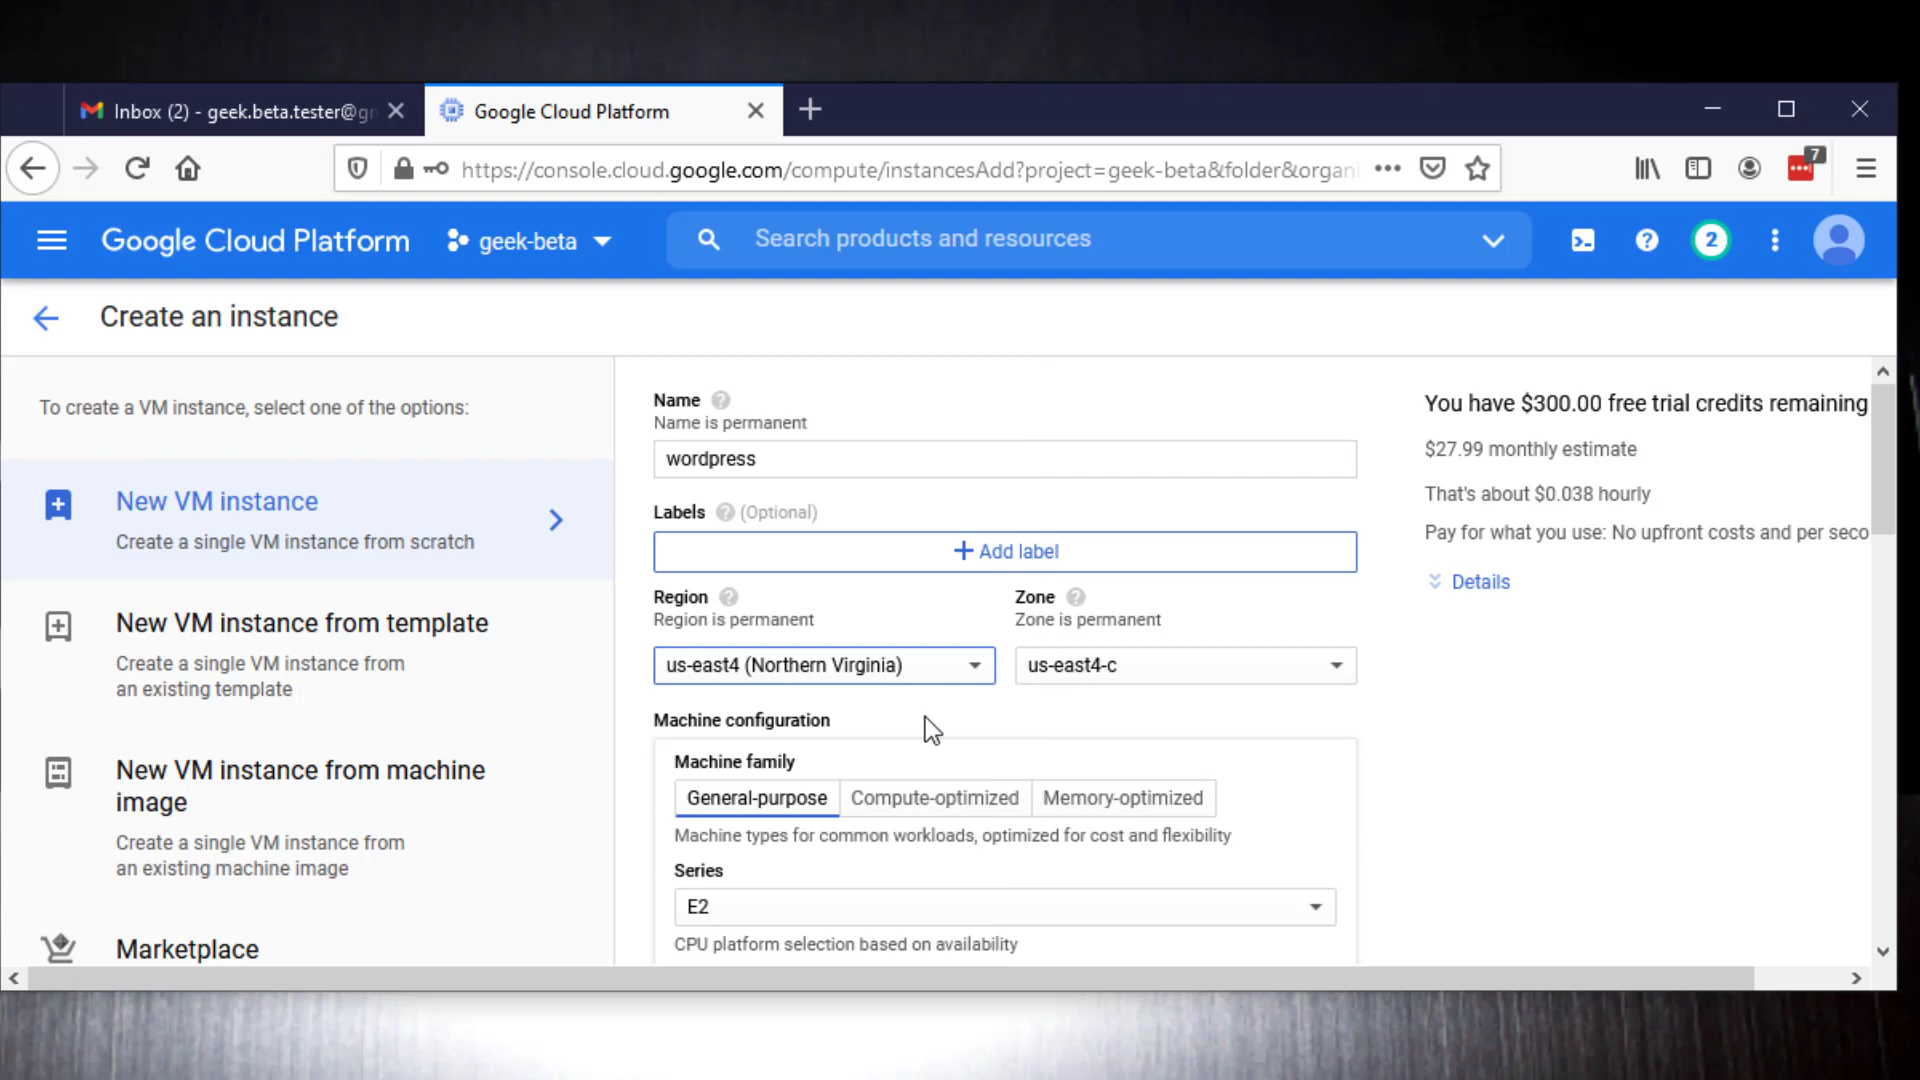 Inbox (2) - geek.beta.tester@gm
Google Cloud Platform
https://console.cloud.google.com/compute/instancesAdd?project=geek-beta&folder&organi
7
Google Cloud Platform
geek-beta
Search products and resources
2
Create an instance
To create a VM instance, select one of the options:
New VM instance
Create a single VM instance from scratch
New VM instance from template
Create a single VM instance from
an existing template
New VM instance from machine
image
Create a single VM instance from
an existing machine image
Marketplace
Name
Name is permanent
wordpress
Labels (Optional)
+ Add label
Region
Region is permanent
us-east4 (Northern Virginia)
Zone
Zone is permanent
us-east4-c
Machine configuration
Machine family
General-purpose
Compute-optimized
Memory-optimized
Machine types for common workloads, optimized for cost and flexibility
Series
E2
CPU platform selection based on availability
You have $300.00 free trial credits remaining
$27.99 monthly estimate
That's about $0.038 hourly
Pay for what you use: No upfront costs and per seco
Details